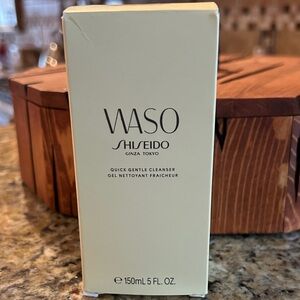 WASO
SHISEIDO
GINZA TOKYO
QUICK GENTLE CLEANSER
GEL NETTOYANT FRAICHEUR
℮ 150mL 5 FL. OZ.